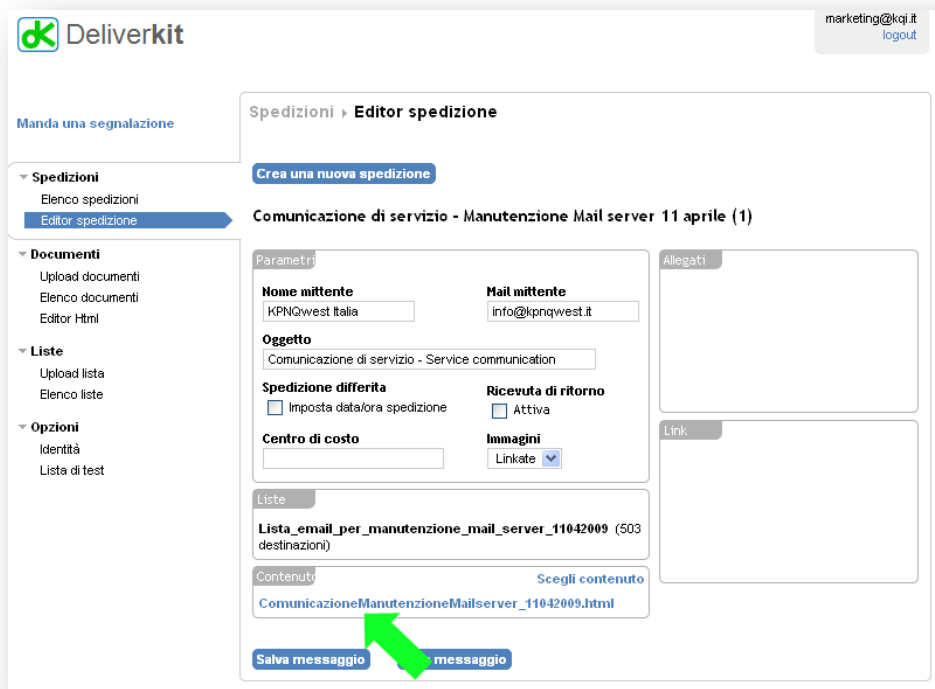 Deliverkit
marketing@kqi.it
logout
Manda una segnalazione
Spedizioni
Elenco spedizioni
Editor spedizione
Documenti
Upload documenti
Elenco documenti
Editor Html
Liste
Upload lista
Elenco liste
Opzioni
Identità
Lista di test
Spedizioni Editor spedizione
Crea una nuova spedizione
Comunicazione di servizio - Manutenzione Mail server 11 aprile (1)
Parametri
Nome mittente
KPNQwest Italia
Mail mittente
info@kpnqwest.it
Oggetto
Comunicazione di servizio - Service communication
Spedizione differita
Imposta data/ora spedizione
Ricevuta di ritorno
Attiva
Centro di costo
Immagini
Linkate
Liste
Lista_email_per_manutenzione_mail_server_11042009 (503
destinazioni)
Contenuto
Scegli contenuto
ComunicazioneManutenzioneMailserver_11042009.html
Salva messaggio
messaggio
Allegati
Link